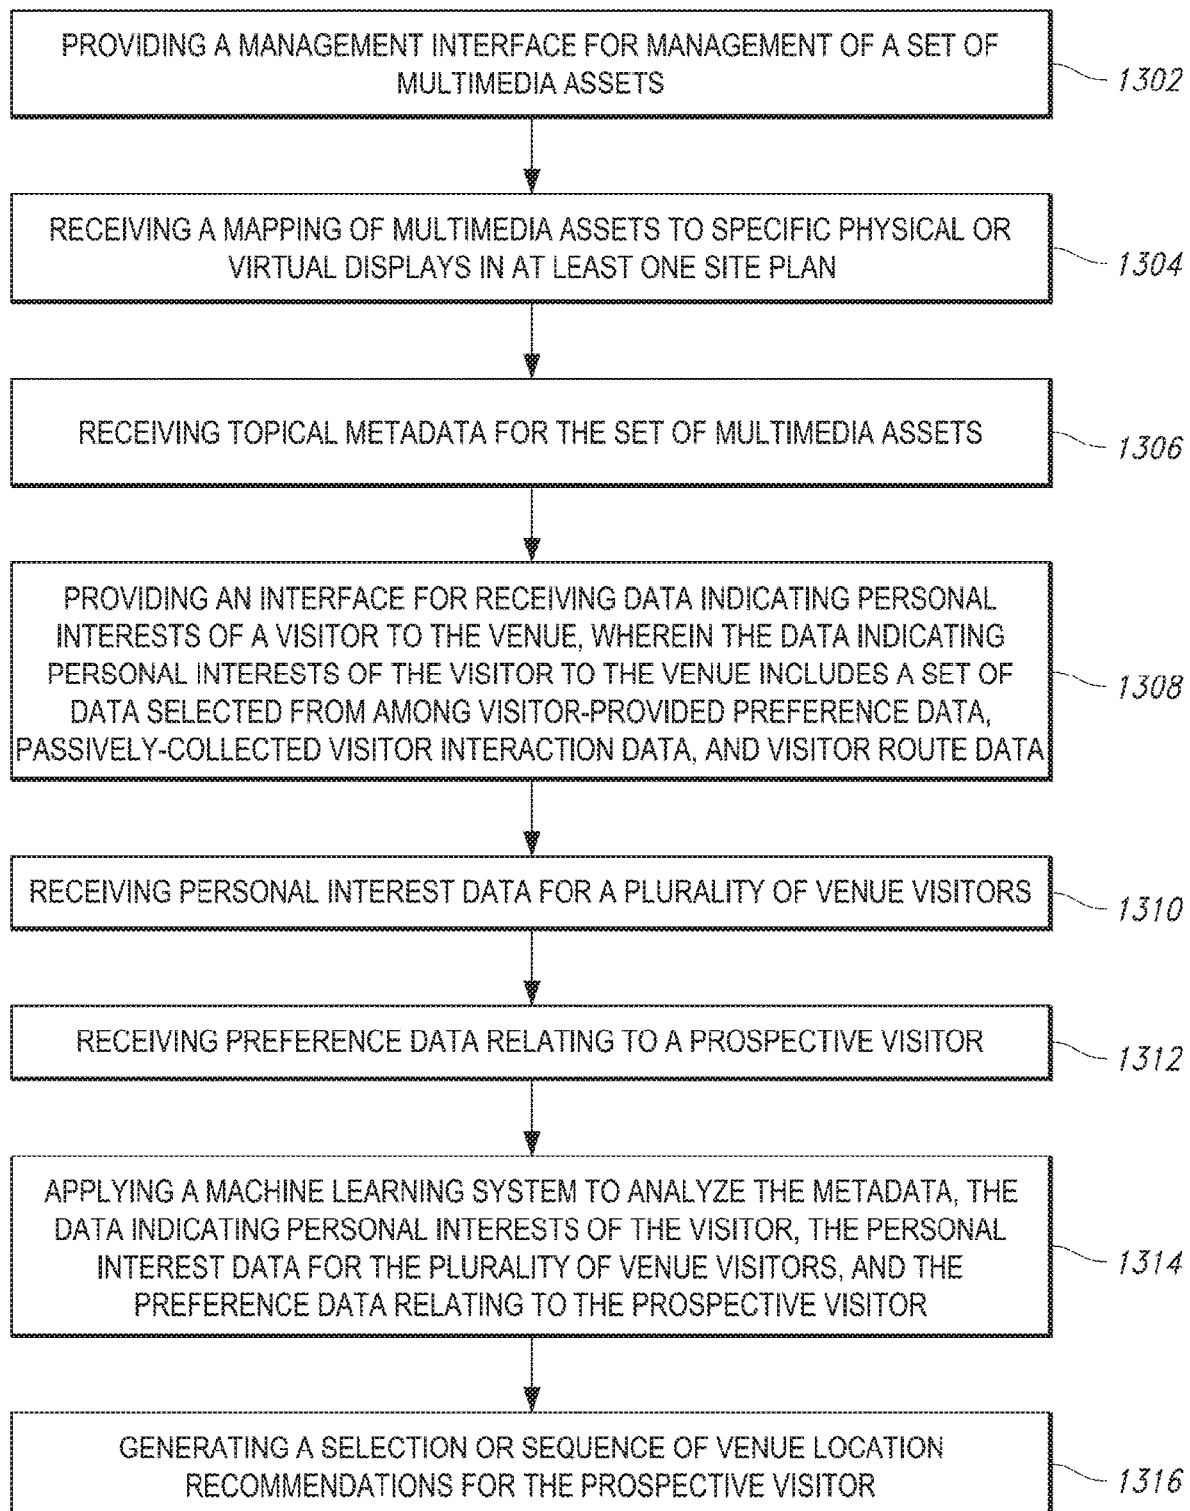 PROVIDING A MANAGEMENT INTERFACE FOR MANAGEMENT OF A SET OF
MULTIMEDIA ASSETS
1302
RECEIVING A MAPPING OF MULTIMEDIA ASSETS TO SPECIFIC PHYSICAL OR
VIRTUAL DISPLAYS IN AT LEAST ONE SITE PLAN
1304
RECEIVING TOPICAL METADATA FOR THE SET OF MULTIMEDIA ASSETS
1306
PROVIDING AN INTERFACE FOR RECEIVING DATA INDICATING PERSONAL
INTERESTS OF A VISITOR TO THE VENUE, WHEREIN THE DATA INDICATING
PERSONAL INTERESTS OF THE VISITOR TO THE VENUE INCLUDES A SET OF
DATA SELECTED FROM AMONG VISITOR-PROVIDED PREFERENCE DATA,
PASSIVELY-COLLECTED VISITOR INTERACTION DATA, AND VISITOR ROUTE DATA
1308
RECEIVING PERSONAL INTEREST DATA FOR A PLURALITY OF VENUE VISITORS
1310
RECEIVING PREFERENCE DATA RELATING TO A PROSPECTIVE VISITOR
1312
APPLYING A MACHINE LEARNING SYSTEM TO ANALYZE THE METADATA, THE
DATA INDICATING PERSONAL INTERESTS OF THE VISITOR, THE PERSONAL
INTEREST DATA FOR THE PLURALITY OF VENUE VISITORS, AND THE
PREFERENCE DATA RELATING TO THE PROSPECTIVE VISITOR
1314
GENERATING A SELECTION OR SEQUENCE OF VENUE LOCATION
RECOMMENDATIONS FOR THE PROSPECTIVE VISITOR
1316